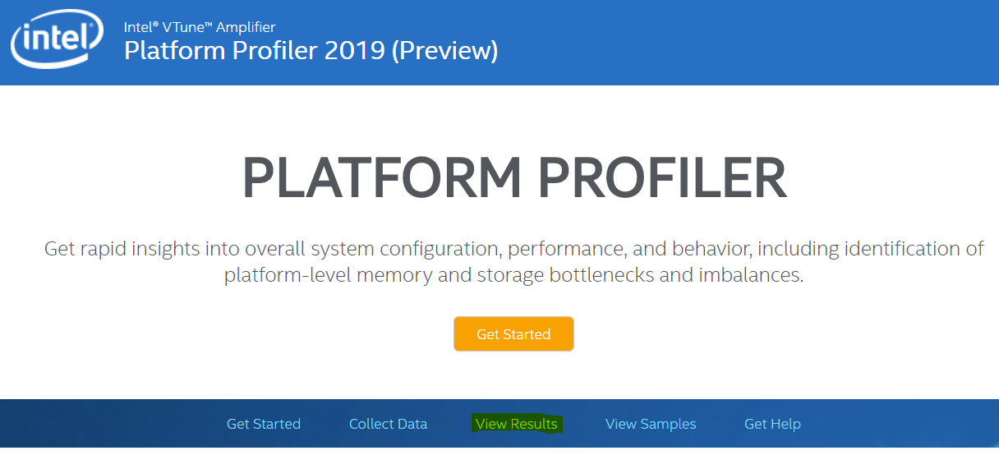 intel
Intel® VTune™ Amplifier
Platform Profiler 2019 (Preview)
PLATFORM PROFILER
Get rapid insights into overall system configuration, performance, and behavior, including identification of
platform-level memory and storage bottlenecks and imbalances.
Get Started
Get Started Collect Data View Results View Samples Get Help